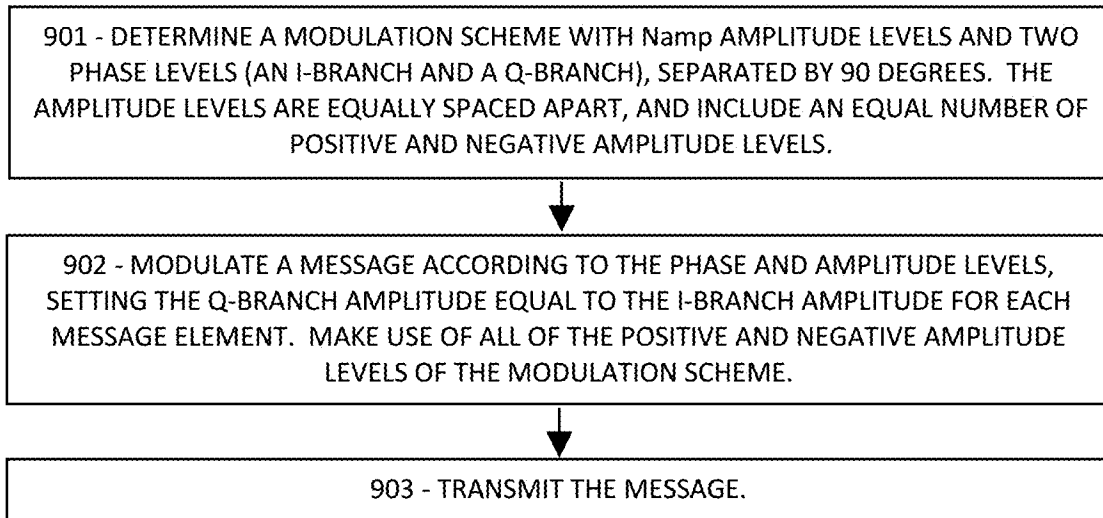 901 - DETERMINE A MODULATION SCHEME WITH Namp AMPLITUDE LEVELS AND TWO
PHASE LEVELS (AN I-BRANCH AND A Q-BRANCH), SEPARATED BY 90 DEGREES. THE
AMPLITUDE LEVELS ARE EQUALLY SPACED APART, AND INCLUDE AN EQUAL NUMBER OF
POSITIVE AND NEGATIVE AMPLITUDE LEVELS.
902 - MODULATE A MESSAGE ACCORDING TO THE PHASE AND AMPLITUDE LEVELS,
SETTING THE Q-BRANCH AMPLITUDE EQUAL TO THE I-BRANCH AMPLITUDE FOR EACH
MESSAGE ELEMENT. MAKE USE OF ALL OF THE POSITIVE AND NEGATIVE AMPLITUDE
LEVELS OF THE MODULATION SCHEME.
903 - TRANSMIT THE MESSAGE.